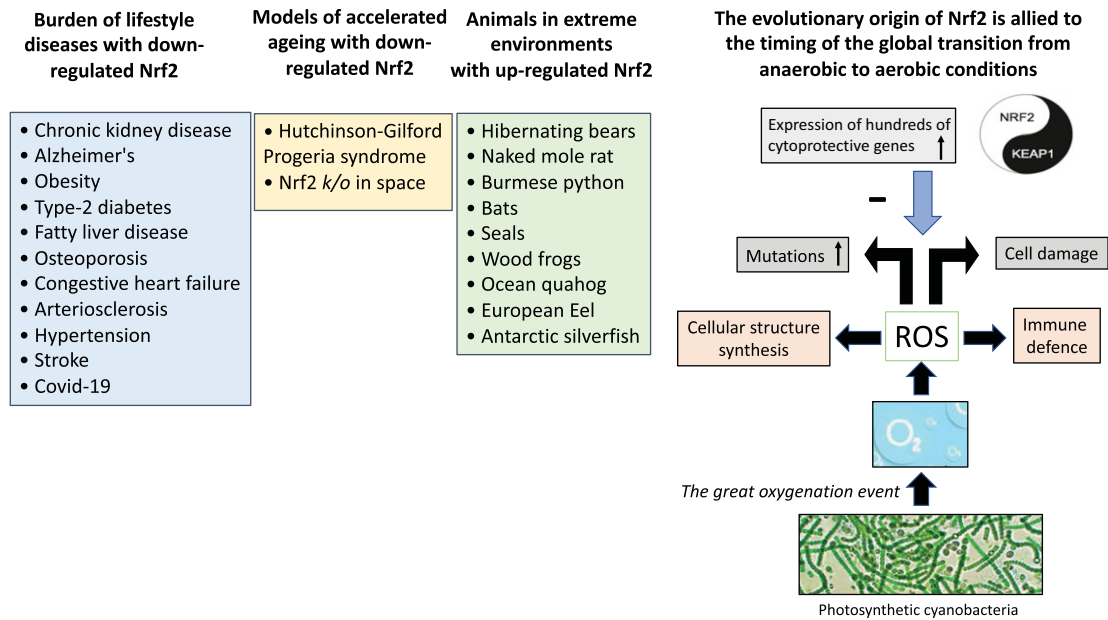 Burden of lifestyle
diseases with down-
regulated Nrf2
• Chronic kidney disease
• Alzheimer's
• Obesity
• Type-2 diabetes
• Fatty liver disease
• Osteoporosis
• Congestive heart failure
• Arteriosclerosis
• Hypertension
• Stroke
• Covid-19
Models of accelerated
ageing with down-
regulated Nrf2
• Hutchinson-Gilford
Progeria syndrome
• Nrf2 k/o in space
Animals in extreme
environments
with up-regulated Nrf2
• Hibernating bears
• Naked mole rat
• Burmese python
• Bats
• Seals
• Wood frogs
• Ocean quahog
• European Eel
• Antarctic silverfish
The evolutionary origin of Nrf2 is allied to
the timing of the global transition from
anaerobic to aerobic conditions
Expression of hundreds of
cytoprotective genes
NRF2
KEAP1
–
Mutations
Cell damage
Cellular structure
synthesis
ROS
Immune
defence
O2
The great oxygenation event
Photosynthetic cyanobacteria